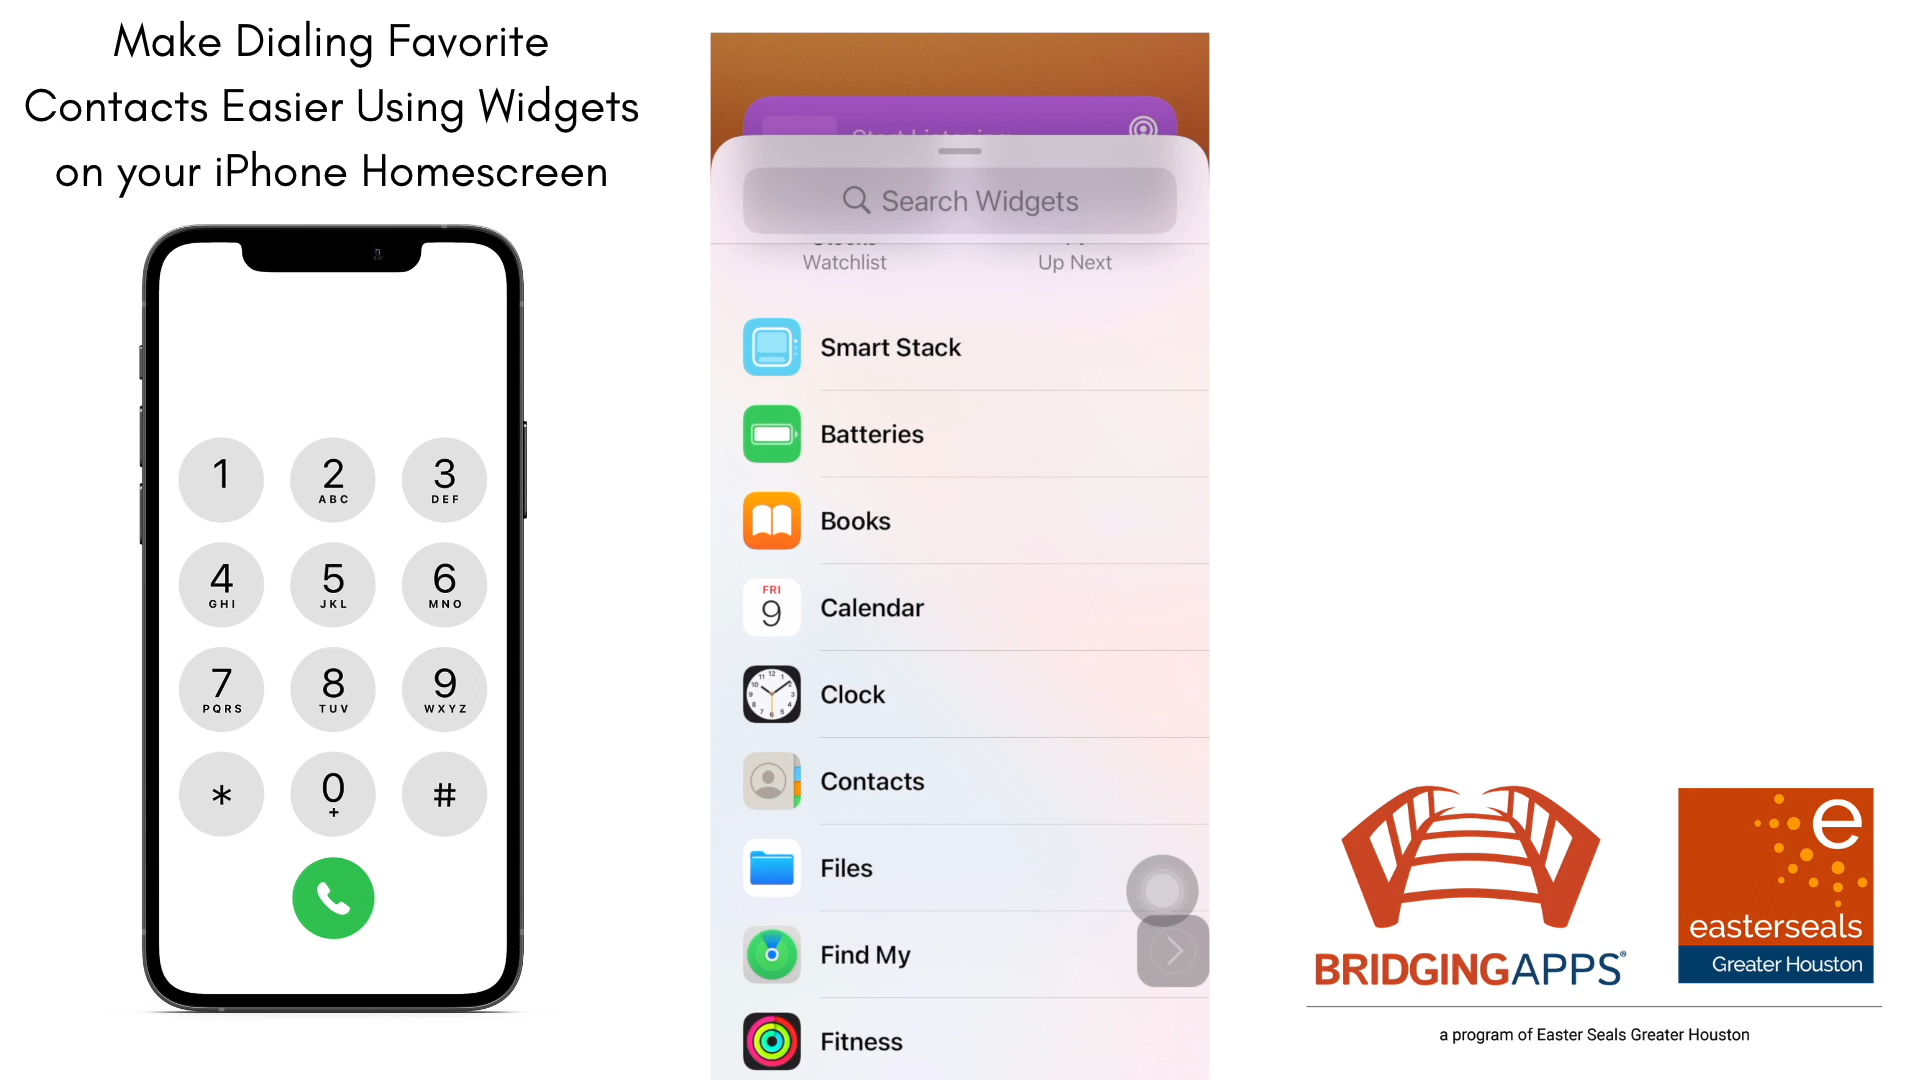 Make Dialing Favorite
Contacts Easier Using Widgets
on your iPhone Homescreen
1
2
ABC
3
DEF
4
GHI
5
JKL
6
MNO
7
PQRS
8
TUV
9
WXYZ
*
0
+
#
Start Listening
Search Widgets
Watchlist
Up Next
Smart Stack
Batteries
Books
FRI
9
Calendar
Clock
Contacts
Files
Find My
Fitness
BRIDGINGAPPS®
e
easterseals
Greater Houston
a program of Easter Seals Greater Houston